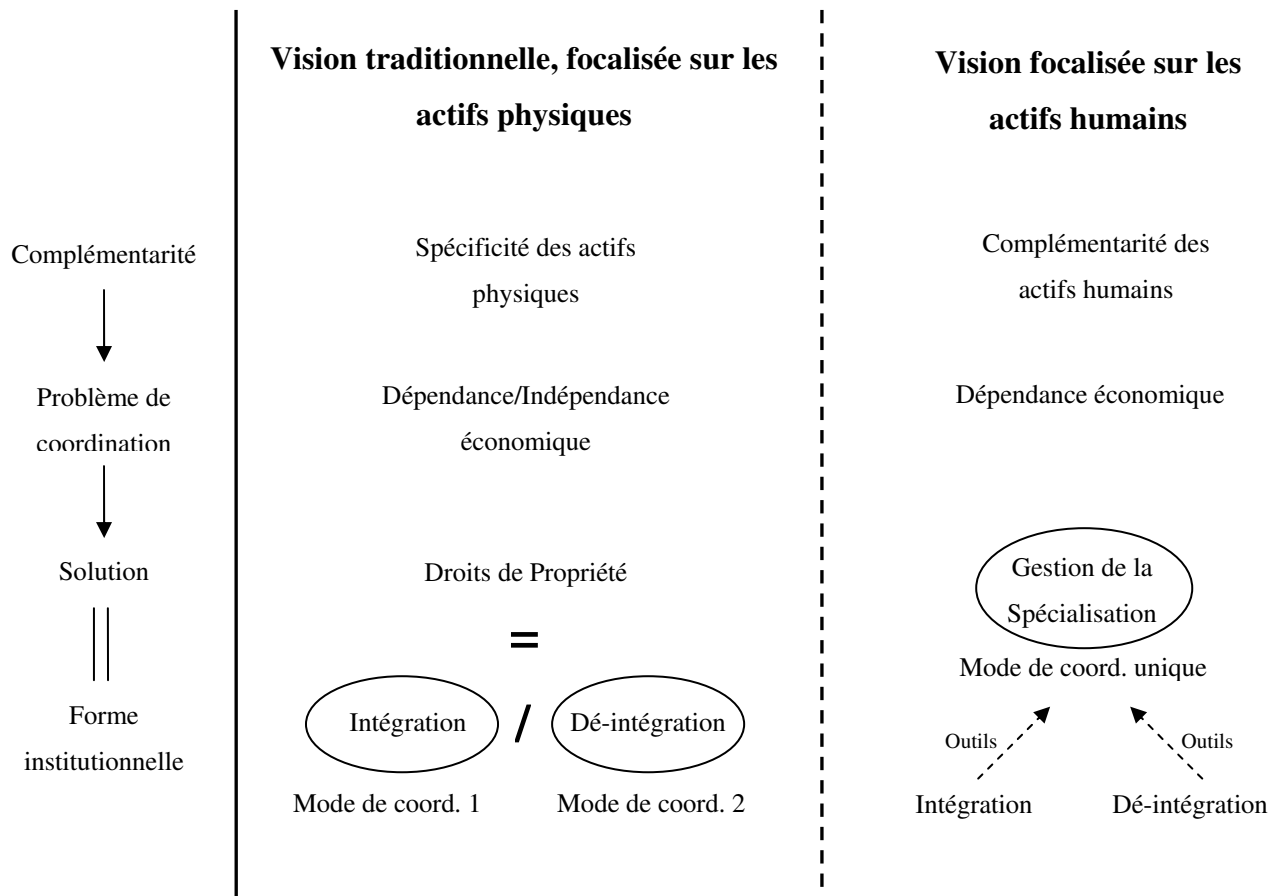 Vision traditionnelle, focalisée sur les
actifs physiques
Vision focalisée sur les
actifs humains
Complémentarité
Spécificité des actifs
physiques
Complémentarité des
actifs humains
Problème de
coordination
Dépendance/Indépendance
économique
Dépendance économique
Solution
Droits de Propriété
=
Gestion de la
Spécialisation
Mode de coord. unique
Forme
institutionnelle
Intégration / Dé-intégration
Mode de coord. 1
Mode de coord. 2
Outils
Outils
Intégration
Dé-intégration